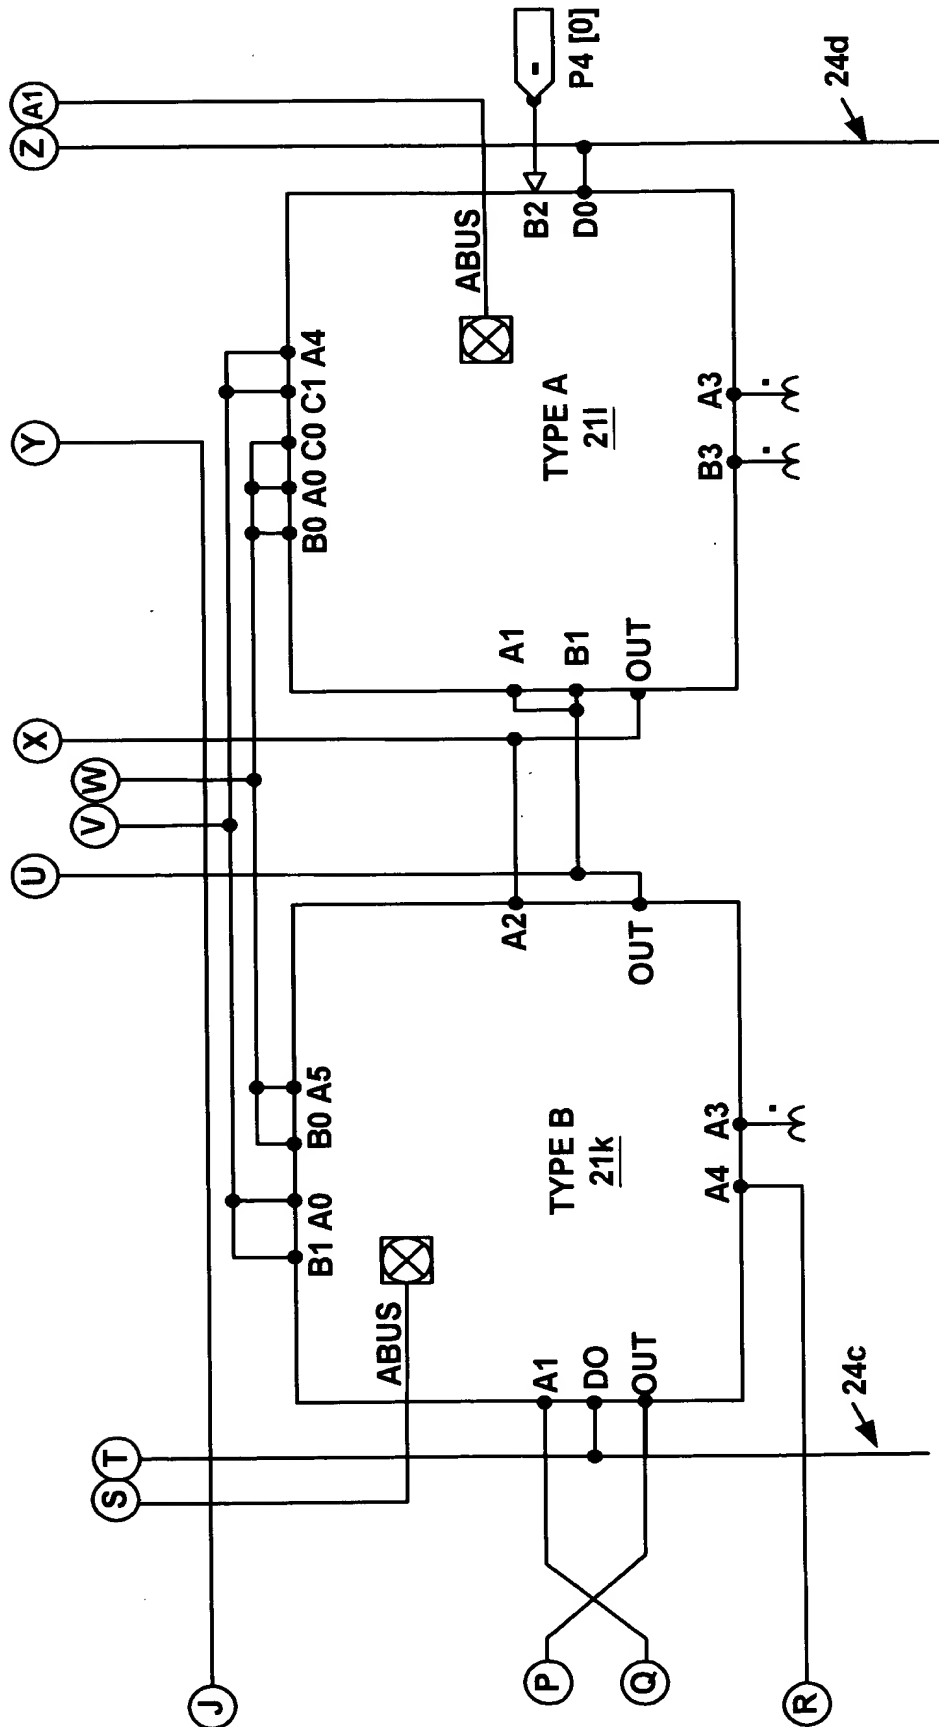 U X Y Z A1
S T V W
J
B1 A0 B0 A5 B0 A0 C0 C1 A4
ABUS
ABUS
A2 A1 B2
P A1
TYPE B
21k
TYPE A
21l
B1
D0
P4 [0]
DO
Q OUT OUT OUT
A4 A3 B3 A3
R
24c
24d